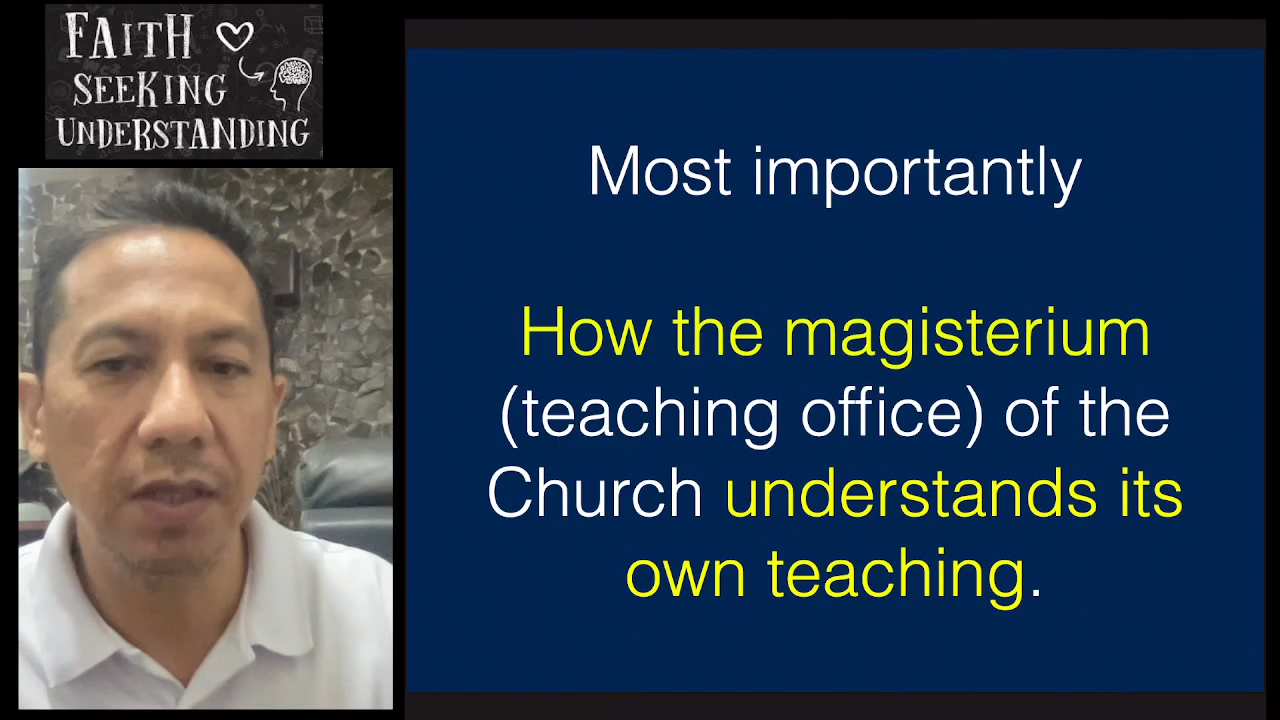 FAITH
SEEKING
UNDERSTANDING
Most importantly
How the magisterium
(teaching office) of the
Church understands its
own teaching.